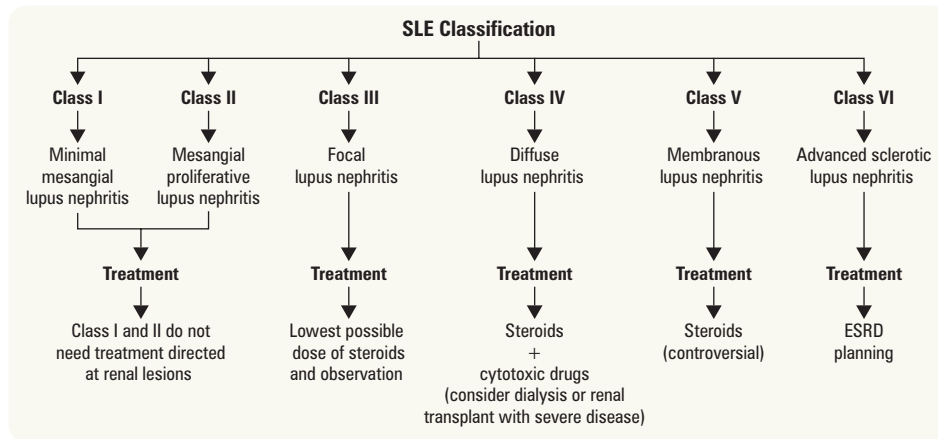 SLE Classification
Class I
Class II
Class III
Class IV
Class V
Class VI
Minimal
mesangial
lupus nephritis
Mesangial
proliferative
lupus nephritis
Focal
lupus nephritis
Diffuse
lupus nephritis
Membranous
lupus nephritis
Advanced sclerotic
lupus nephritis
Treatment
Treatment
Treatment
Treatment
Treatment
Class I and II do not
need treatment directed
at renal lesions
Lowest possible
dose of steroids
and observation
Steroids
+
cytotoxic drugs
(consider dialysis or renal
transplant with severe disease)
Steroids
(controversial)
ESRD
planning